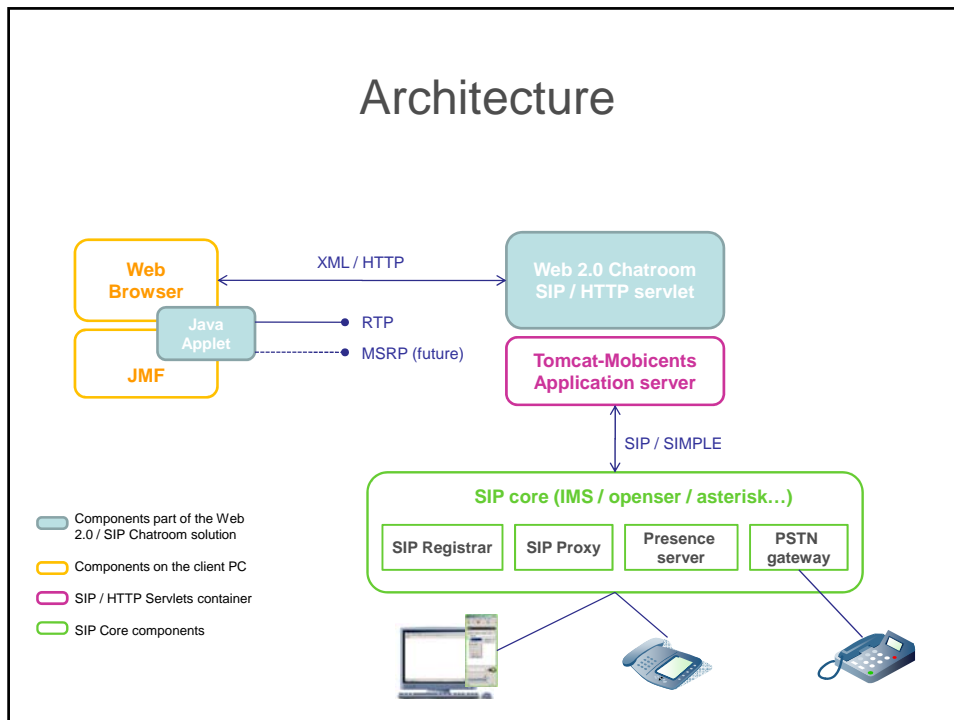 Architecture
Web
Browser
XML / HTTP
Web 2.0 Chatroom
SIP / HTTP servlet
Java
Applet
RTP
MSRP (future)
JMF
Tomcat-Mobicents
Application server
SIP / SIMPLE
SIP core (IMS / openser / asterisk…)
SIP Registrar
SIP Proxy
Presence
server
PSTN
gateway
Components part of the Web
2.0 / SIP Chatroom solution
Components on the client PC
SIP / HTTP Servlets container
SIP Core components